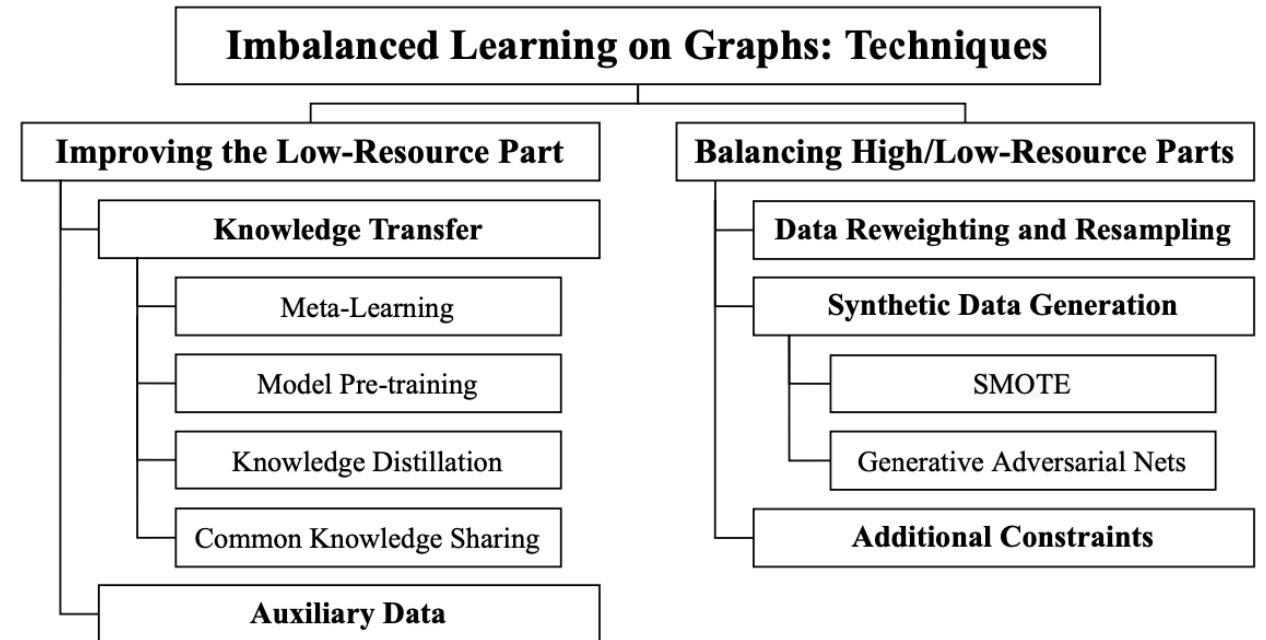 Imbalanced Learning on Graphs: Techniques
Improving the Low-Resource Part
Knowledge Transfer
Meta-Learning
Model Pre-training
Knowledge Distillation
Common Knowledge Sharing
Auxiliary Data
Balancing High/Low-Resource Parts
Data Reweighting and Resampling
Synthetic Data Generation
SMOTE
Generative Adversarial Nets
Additional Constraints